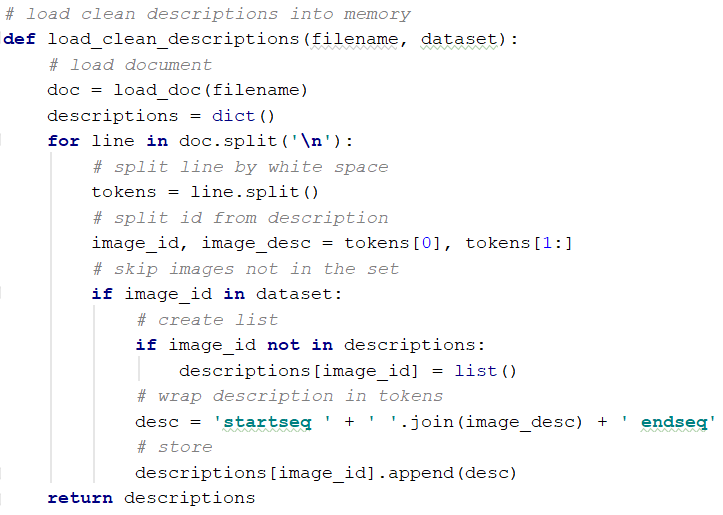 # load clean descriptions into memory
def load_clean_descriptions(filename, dataset):
    # load document
    doc = load_doc(filename)
    descriptions = dict()
    for line in doc.split('\n'):
        # split line by white space
        tokens = line.split()
        # split id from description
        image_id, image_desc = tokens[0], tokens[1:]
        # skip images not in the set
        if image_id in dataset:
            # create list
            if image_id not in descriptions:
                descriptions[image_id] = list()
            # wrap description in tokens
            desc = 'startseq ' + ' '.join(image_desc) + ' endseq'
            # store
            descriptions[image_id].append(desc)
    return descriptions